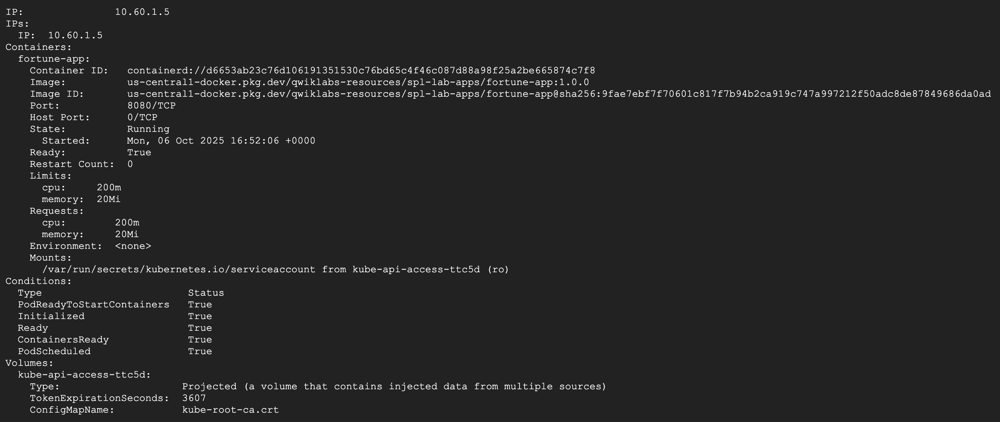 IP:               10.60.1.5
IPs:
  IP:  10.60.1.5
Containers:
  fortune-app:
    Container ID:   containerd://d6653ab23c76d106191351530c76bd65c4f46c087d88a98f25a2be665874c7f8
    Image:          us-central1-docker.pkg.dev/qwiklabs-resources/spl-lab-apps/fortune-app:1.0.0
    Image ID:       us-central1-docker.pkg.dev/qwiklabs-resources/spl-lab-apps/fortune-app@sha256:9fae7ebf7f70601c817f7b94b2ca919c747a997212f50adc8de87849686da0ad
    Port:           8080/TCP
    Host Port:      0/TCP
    State:          Running
      Started:      Mon, 06 Oct 2025 16:52:06 +0000
    Ready:          True
    Restart Count:  0
    Limits:
      cpu:     200m
      memory:  20Mi
    Requests:
      cpu:        200m
      memory:     20Mi
    Environment:  <none>
    Mounts:
      /var/run/secrets/kubernetes.io/serviceaccount from kube-api-access-ttc5d (ro)
Conditions:
  Type                        Status
  PodReadyToStartContainers   True
  Initialized                 True
  Ready                       True
  ContainersReady             True
  PodScheduled                True
Volumes:
  kube-api-access-ttc5d:
    Type:                    Projected (a volume that contains injected data from multiple sources)
    TokenExpirationSeconds:  3607
    ConfigMapName:           kube-root-ca.crt